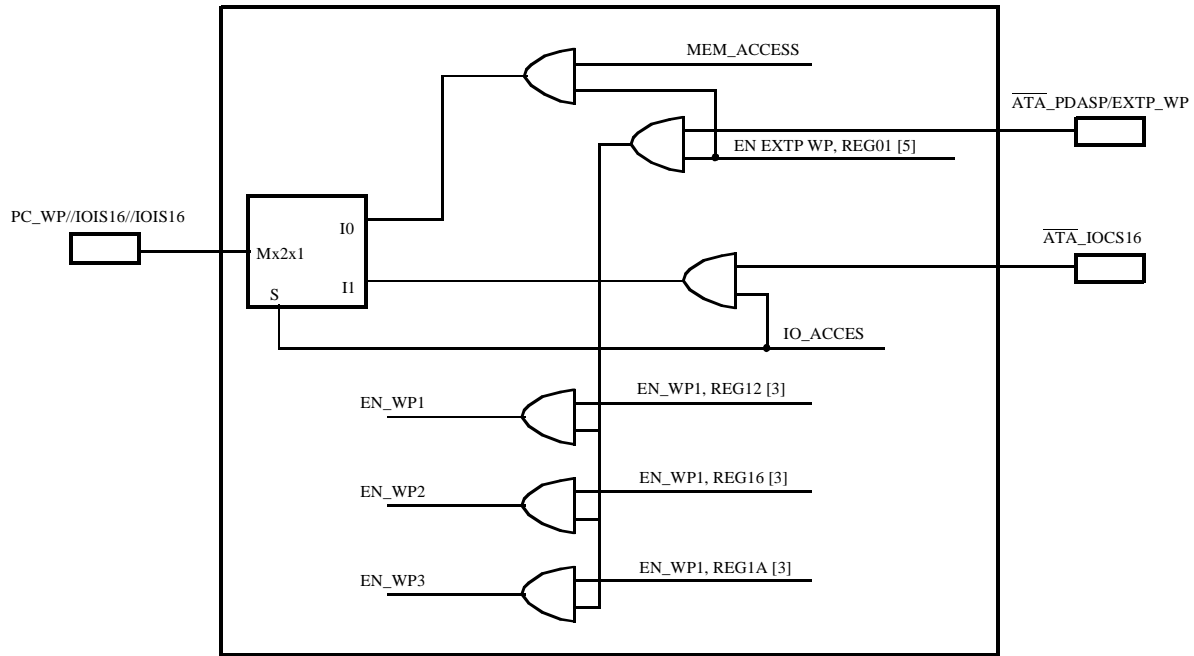 MEM_ACCESS
ATA_PDASP/EXTP_WP
EN EXTP WP, REG01 [5]
PC_WP//IOIS16//IOIS16
I0
ATA_IOCS16
Mx2x1
I1
S
IO_ACCES
EN_WP1, REG12 [3]
EN_WP1
EN_WP1, REG16 [3]
EN_WP2
EN_WP1, REG1A [3]
EN_WP3